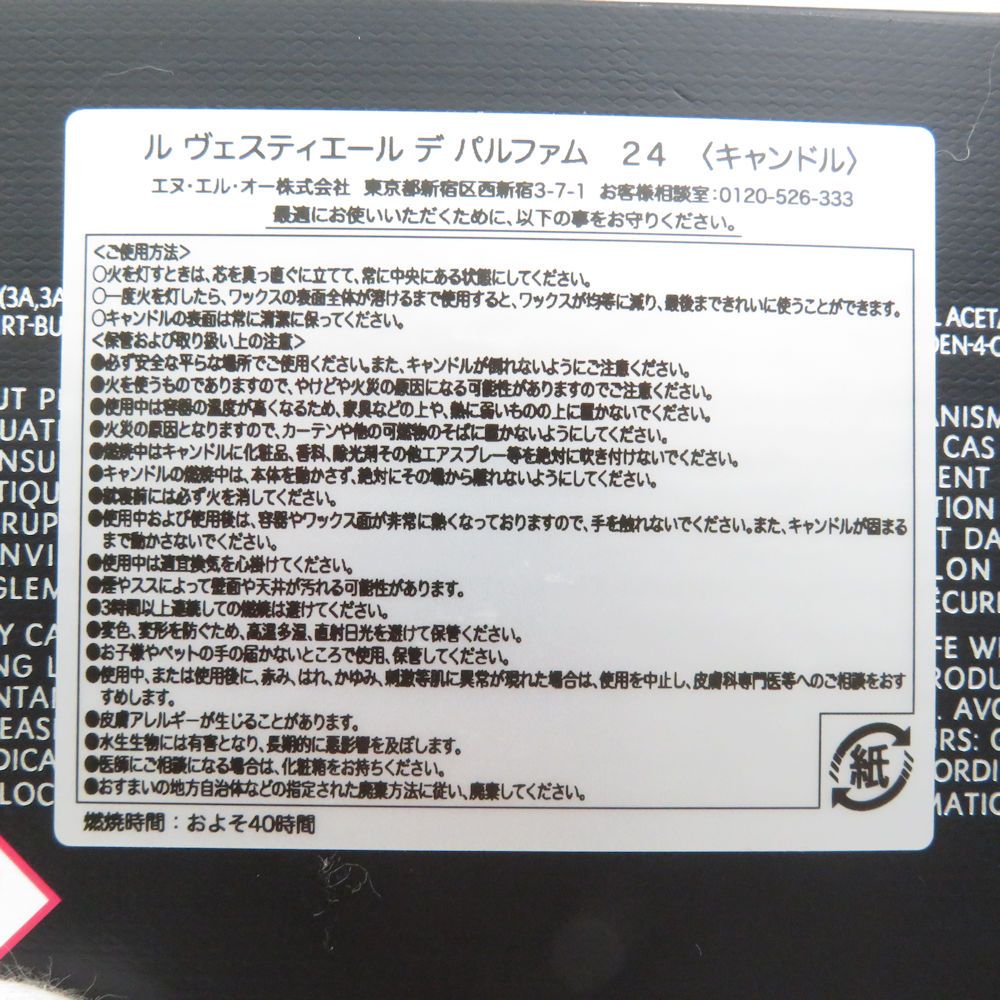 ル ヴェスティエール デ パルファム 24 〈キャンドル〉
エヌ・エル・オー株式会社 東京都新宿区西新宿3-7-1 お客様相談室:0120-526-333
最適にお使いいただくために、以下の事をお守りください。
<ご使用方法>
○火を灯すときは、芯を真っ直ぐに立てて、常に中央にある状態にしてください。
○一度火を灯したら、ワックスの表面全体が溶けるまで使用すると、ワックスが均等に減り、最後まできれいに使うことができます。
○キャンドルの表面は常に清潔に保ってください。
<保管および取り扱い上の注意>
●必ず安全な平らな場所でご使用ください。また、キャンドルが倒れないようにご注意ください。
●火を使うものでありますので、やけどや火災の原因になる可能性がありますのでご注意ください。
●使用中は容器の温度が高くなるため、家具などの上や、熱に弱いものの上に置かないでください。
●火災の原因となりますので、カーテンや他の可燃物のそばに置かないようにしてください。
●燃焼中はキャンドルに化粧品、香料、除光剤その他エアスプレー等を絶対に吹き付けないでください。
●キャンドルの燃焼中は、本体を動かさず、絶対にその場から離れないようにしてください。
●就寝前には必ず火を消してください。
●使用中および使用後は、容器やワックス面が非常に熱くなっておりますので、手を触れないでください。また、キャンドルが固まる
まで動かさないでください。
●使用中は適宜換気を心掛けてください。
●煙やススによって壁面や天井が汚れる可能性があります。
●3時間以上連続しての燃焼は避けてください。
●変色、変形を防ぐため、高温多湿、直射日光を避けて保管ください。
●お子様やペットの手の届かないところで使用、保管してください。
●使用中、または使用後に、赤み、はれ、かゆみ、刺激等肌に異常が現れた場合は、使用を中止し、皮膚科専門医等へのご相談をおす
すめします。
●皮膚アレルギーが生じることがあります。
●水生生物には有害となり、長期的に悪影響を及ぼします。
●医師にご相談になる場合は、化粧箱をお持ちください。
●おすまいの地方自治体などの指定された廃棄方法に従い、廃棄してください。
紙
燃焼時間：およそ40時間
(3A,3A
RT-BU
UT P
UATI
NSU
TIQU
RUP
ENVI
GLEM
Y CA
NG L
NTAI
EAS
DICA
LOC
L ACETA
DEN-4-O
ANISM
CAS
ENT
TION
T DA
LON
ECURI
FE WI
RODU
. AVO
RS: C
ORDI
MATIO